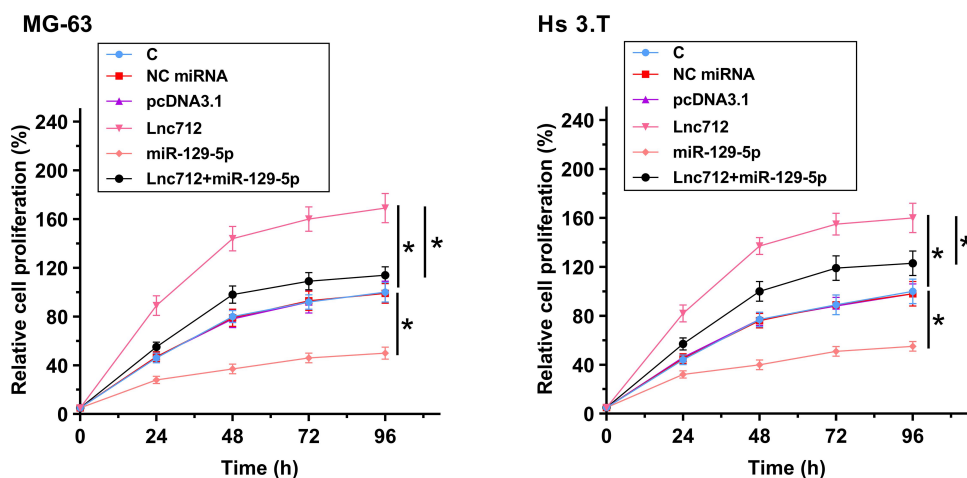 MG-63
C
NC miRNA
pcDNA3.1
Lnc712
miR-129-5p
Lnc712+miR-129-5p
Relative cell proliferation (%)
240
200
160
120
80
40
0
*
*
*
0 24 48 72 96
Time (h)
Hs 3.T
C
NC miRNA
pcDNA3.1
Lnc712
miR-129-5p
Lnc712+miR-129-5p
Relative cell proliferation (%)
240
200
160
120
80
40
0
*
*
*
0 24 48 72 96
Time (h)